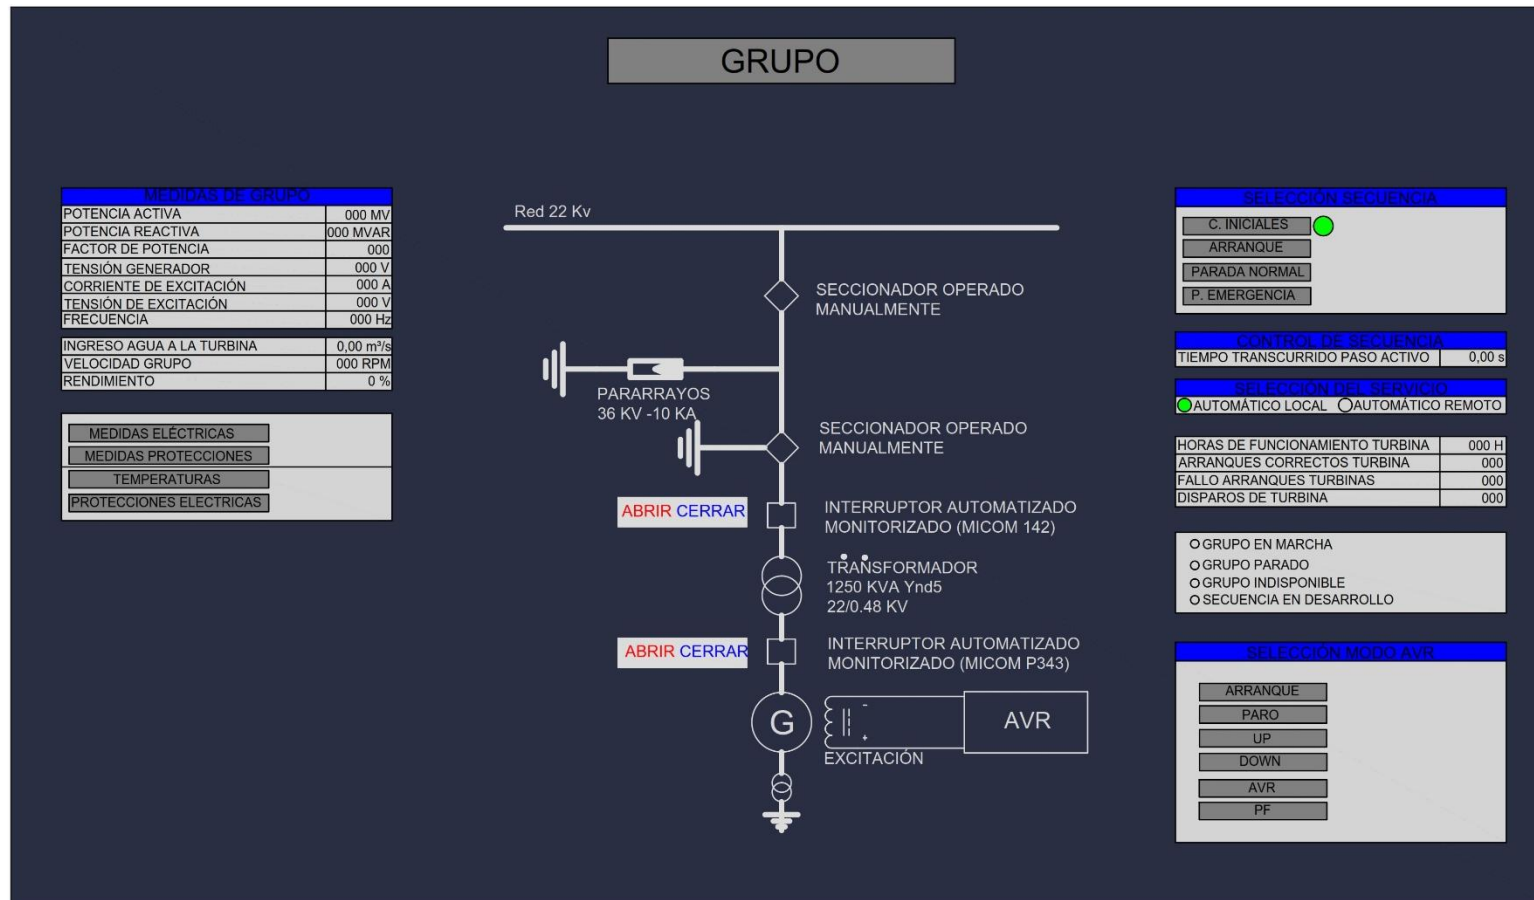 GRUPO
MEDIDAS DE GRUPO
POTENCIA ACTIVA 000 MV
POTENCIA REACTIVA 000 MVAR
FACTOR DE POTENCIA 000
TENSIÓN GENERADOR 000 V
CORRIENTE DE EXCITACIÓN 000 A
TENSIÓN DE EXCITACIÓN 000 V
FRECUENCIA 000 Hz
INGRESO AGUA A LA TURBINA 0,00 m³/s
VELOCIDAD GRUPO 000 RPM
RENDIMIENTO 0 %
MEDIDAS ELÉCTRICAS
MEDIDAS PROTECCIONES
TEMPERATURAS
PROTECCIONES ELECTRICAS
Red 22 Kv
SECCIONADOR OPERADO
MANUALMENTE
PARARRAYOS
36 KV -10 KA
SECCIONADOR OPERADO
MANUALMENTE
ABRIR CERRAR
INTERRUPTOR AUTOMATIZADO
MONITORIZADO (MICOM 142)
TRANSFORMADOR
1250 KVA Ynd5
22/0.48 KV
ABRIR CERRAR
INTERRUPTOR AUTOMATIZADO
MONITORIZADO (MICOM P343)
G
-
+
AVR
EXCITACIÓN
SELECCIÓN SECUENCIA
C. INICIALES
ARRANQUE
PARADA NORMAL
P. EMERGENCIA
CONTROL DE SECUENCIA
TIEMPO TRANSCURRIDO PASO ACTIVO 0,00 s
SELECCIÓN DEL SERVICIO
AUTOMÁTICO LOCAL AUTOMÁTICO REMOTO
HORAS DE FUNCIONAMIENTO TURBINA 000 H
ARRANQUES CORRECTOS TURBINA 000
FALLO ARRANQUES TURBINAS 000
DISPAROS DE TURBINA 000
GRUPO EN MARCHA
GRUPO PARADO
GRUPO INDISPONIBLE
SECUENCIA EN DESARROLLO
SELECCIÓN MODO AVR
ARRANQUE
PARO
UP
DOWN
AVR
PF